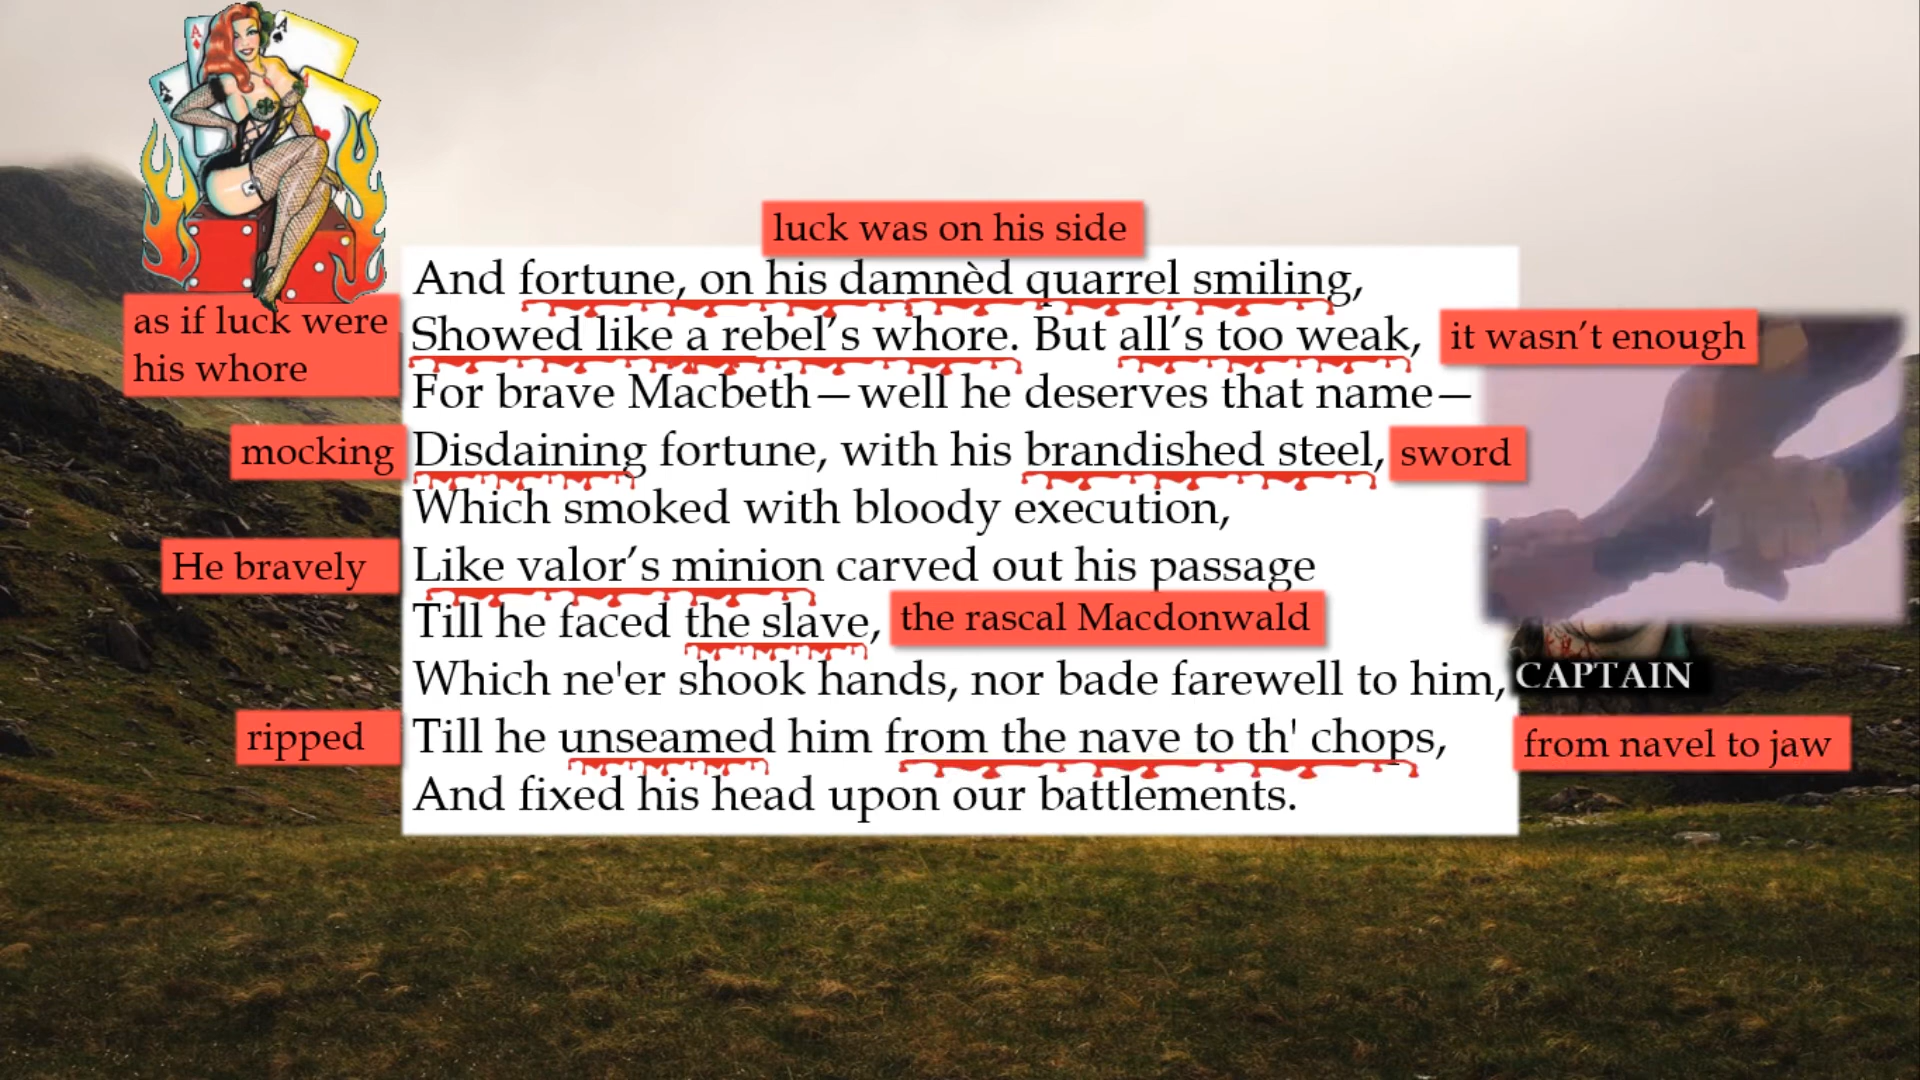 luck was on his side
And fortune, on his damnèd quarrel smiling,
as if luck were
his whore
Showed like a rebel’s whore. But all’s too weak,
it wasn’t enough
For brave Macbeth—well he deserves that name—
mocking
Disdaining fortune, with his brandished steel,
sword
Which smoked with bloody execution,
He bravely
Like valor’s minion carved out his passage
Till he faced the slave,
the rascal Macdonwald
Which ne'er shook hands, nor bade farewell to him,
CAPTAIN
ripped
Till he unseamed him from the nave to th' chops,
from navel to jaw
And fixed his head upon our battlements.